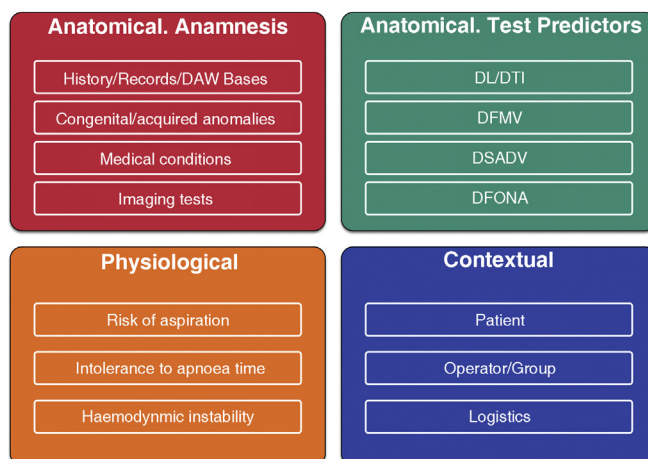 Anatomical. Anamnesis
History/Records/DAW Bases
Congenital/acquired anomalies
Medical conditions
Imaging tests
Anatomical. Test Predictors
DL/DTI
DFMV
DSADV
DFONA
Physiological
Risk of aspiration
Intolerance to apnoea time
Haemodynmic instability
Contextual
Patient
Operator/Group
Logistics